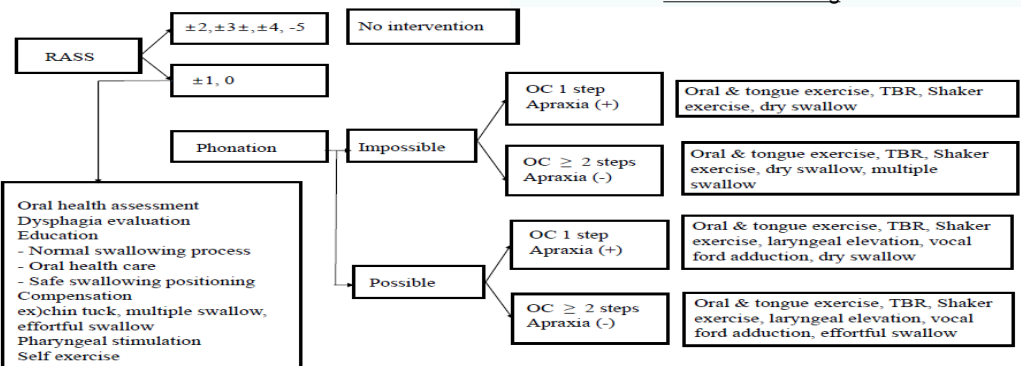 RASS
±2,±3±,±4, -5
No intervention
±1, 0
Phonation
Impossible
OC 1 step
Apraxia (+)
Oral & tongue exercise, TBR, Shaker
exercise, dry swallow
OC ≥ 2 steps
Apraxia (-)
Oral & tongue exercise, TBR, Shaker
exercise, dry swallow, multiple
swallow
Possible
OC 1 step
Apraxia (+)
Oral & tongue exercise, TBR, Shaker
exercise, laryngeal elevation, vocal
ford adduction, dry swallow
OC ≥ 2 steps
Apraxia (-)
Oral & tongue exercise, TBR, Shaker
exercise, laryngeal elevation, vocal
ford adduction, effortful swallow
Oral health assessment
Dysphagia evaluation
Education
- Normal swallowing process
- Oral health care
- Safe swallowing positioning
Compensation
ex)chin tuck, multiple swallow,
effortful swallow
Pharyngeal stimulation
Self exercise